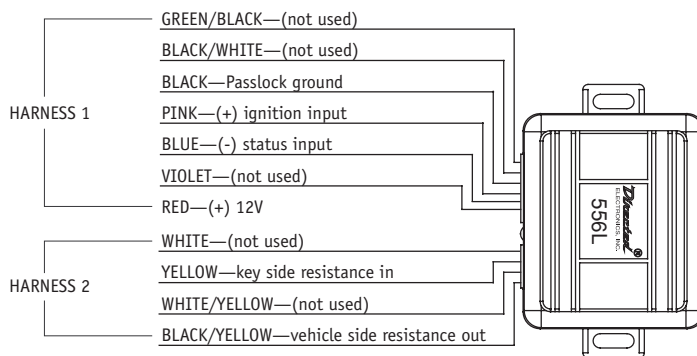 GREEN/BLACK—(not used)
BLACK/WHITE—(not used)
BLACK—Passlock ground
HARNESS 1
PINK—(+) ignition input
BLUE—(-) status input
VIOLET—(not used)
RED—(+) 12V
WHITE—(not used)
YELLOW—key side resistance in
HARNESS 2
WHITE/YELLOW—(not used)
BLACK/YELLOW—vehicle side resistance out
Directed®
ELECTRONICS, INC.
556L